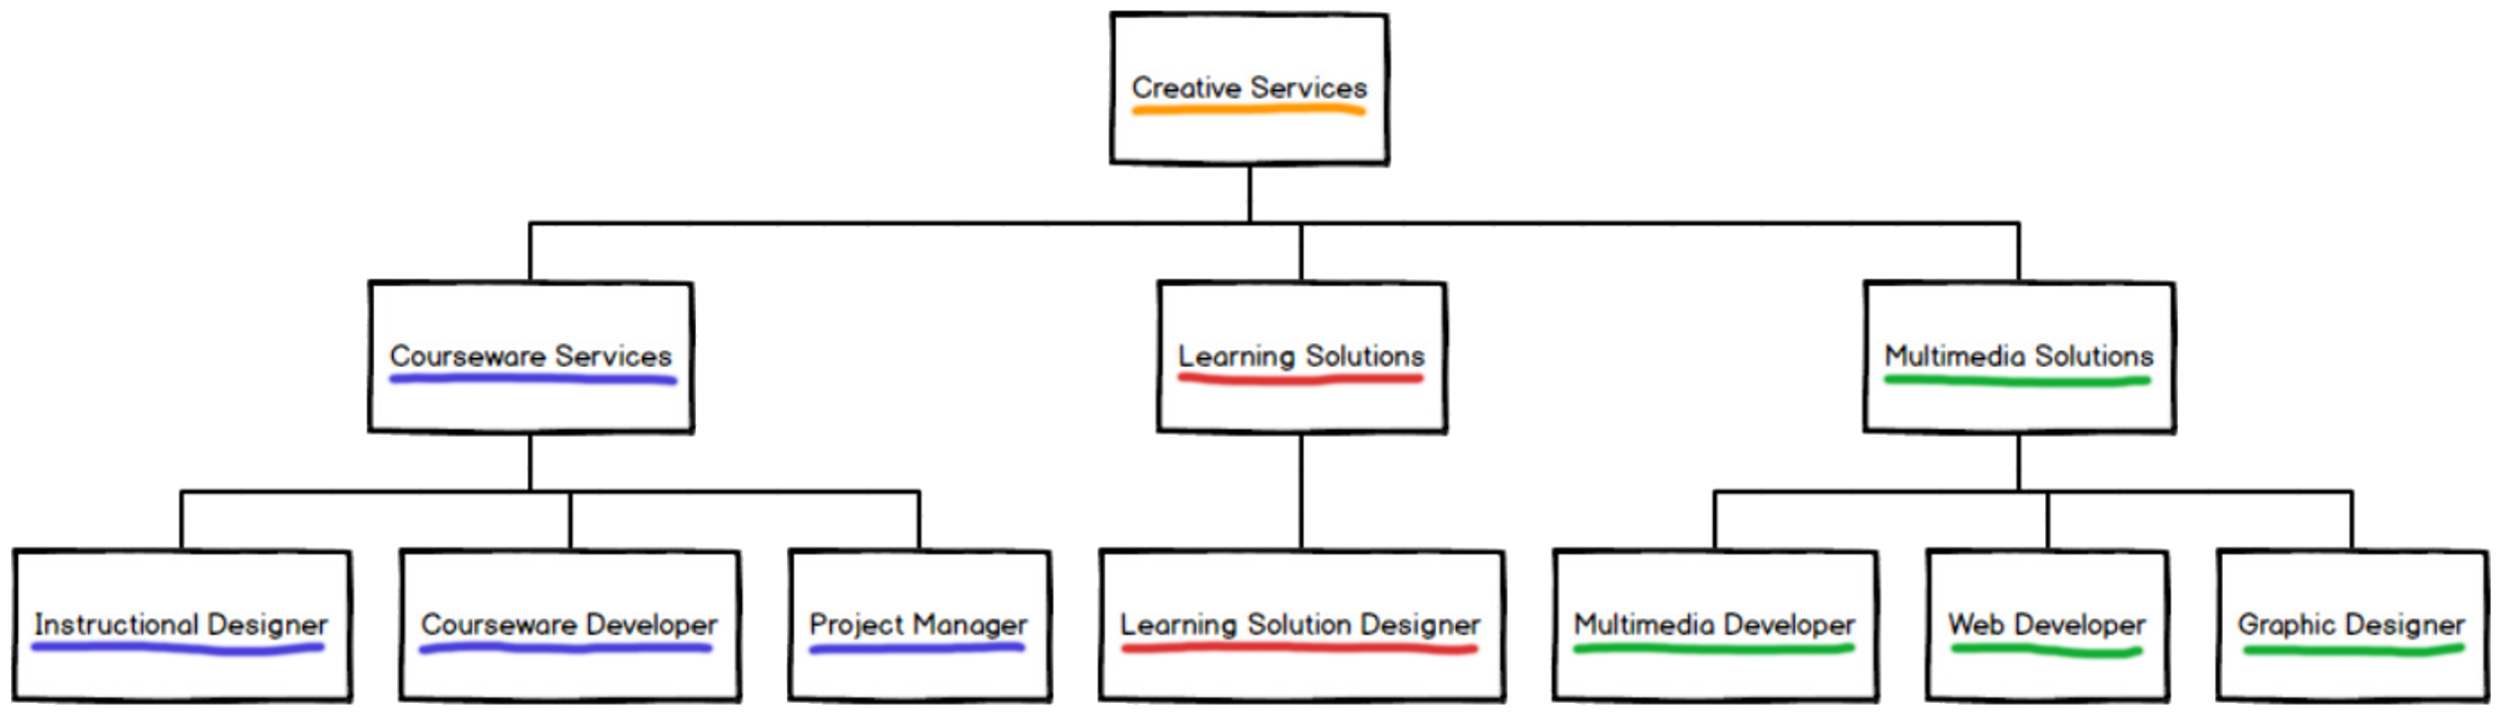 Creative Services
Courseware Services
Learning Solutions
Multimedia Solutions
Instructional Designer
Courseware Developer
Project Manager
Learning Solution Designer
Multimedia Developer
Web Developer
Graphic Designer